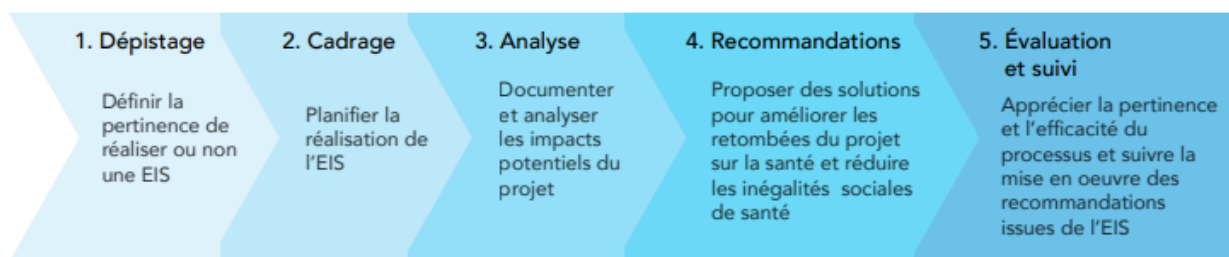 1. Dépistage
Définir la
pertinence de
réaliser ou non
une EIS
2. Cadrage
Planifier la
réalisation de
l'EIS
3. Analyse
Documenter
et analyser
les impacts
potentiels du
projet
4. Recommandations
Proposer des solutions
pour améliorer les
retombées du projet
sur la santé et réduire
les inégalités sociales
de santé
5. Évaluation
et suivi
Apprécier la pertinence
et l'efficacité du
processus et suivre la
mise en oeuvre des
recommandations
issues de l'EIS